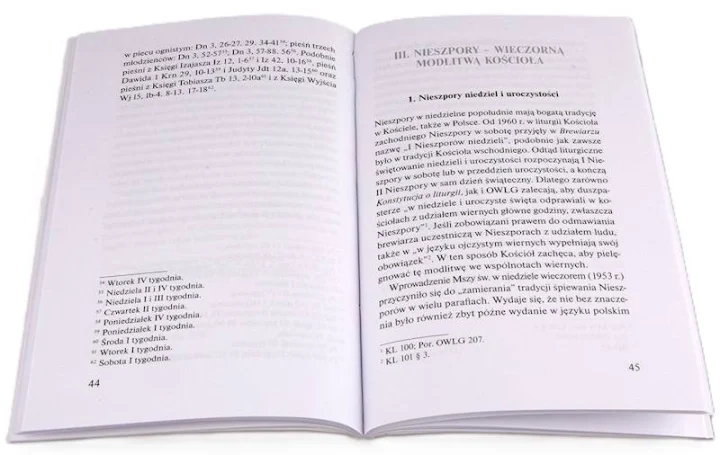 w piecu ognistym: Dn 3, 26-27. 29. 34-41⁵⁴; pieśń trzech
młodzieńców: Dn 3, 52-57⁵⁵; Dn 3, 57-88. 56⁵⁶. Podobnie
pieśni z Księgi Izajasza Iz 12, 1-6⁵⁷ i Iz 42, 10-16⁵⁸, pieśń
Dawida 1 Krn 29, 10-13⁵⁹ i Judyty Jdt 12a. 13-15⁶⁰ oraz
pieśni z Księgi Tobiasza Tb 13, 2-10a⁶¹ i z Księgi Wyjścia
Wj 15, 1b-4. 8-13. 17-18⁶².
⁵⁴ Wtorek IV tygodnia.
⁵⁵ Niedziela II i IV tygodnia.
⁵⁶ Niedziela I i III tygodnia.
⁵⁷ Czwartek II tygodnia.
⁵⁸ Poniedziałek IV tygodnia.
⁵⁹ Poniedziałek I tygodnia.
⁶⁰ Środa I tygodnia.
⁶¹ Wtorek I tygodnia.
⁶² Sobota I tygodnia.
44
III. NIESZPORY – WIECZORNĄ
MODLITWĄ KOŚCIOŁA
1. Nieszpory niedziel i uroczystości
Nieszpory w niedzielne popołudnie mają bogatą tradycję
w Kościele, także w Polsce. Od 1960 r. w liturgii Kościoła
zachodniego Nieszpory w sobotę przyjęły w Brewiarzu
nazwę „I Nieszporów niedzieli”, podobnie jak zawsze
było w tradycji Kościoła wschodniego. Odtąd liturgiczne
świętowanie niedzieli i uroczystości rozpoczynają I Nie-
szpory w sobotę lub w przeddzień uroczystości, a kończą
II Nieszpory w sam dzień świąteczny. Dlatego zarówno
Konstytucja o liturgii, jak i OWLG zalecają, aby duszpa-
sterze „w niedziele i uroczyste święta odprawiali w ko-
ściołach z udziałem wiernych główne godziny, zwłaszcza
Nieszpory”¹. Jeśli zobowiązani prawem do odmawiania
brewiarza uczestniczą w Nieszporach z udziałem ludu,
także w „w języku ojczystym wiernych wypełniają swój
obowiązek”². W ten sposób Kościół zachęca, aby pielę-
gnować tę modlitwę we wspólnotach wiernych.
Wprowadzenie Mszy św. w niedziele wieczorem (1953 r.)
przyczyniło się do „zamierania” tradycji śpiewania Niesz-
porów w wielu parafiach. Wydaje się, że nie bez znacze-
nia było również zbyt późne wydanie w języku polskim
¹ KL 100; Por. OWLG 207.
² KL 101 § 3.
45